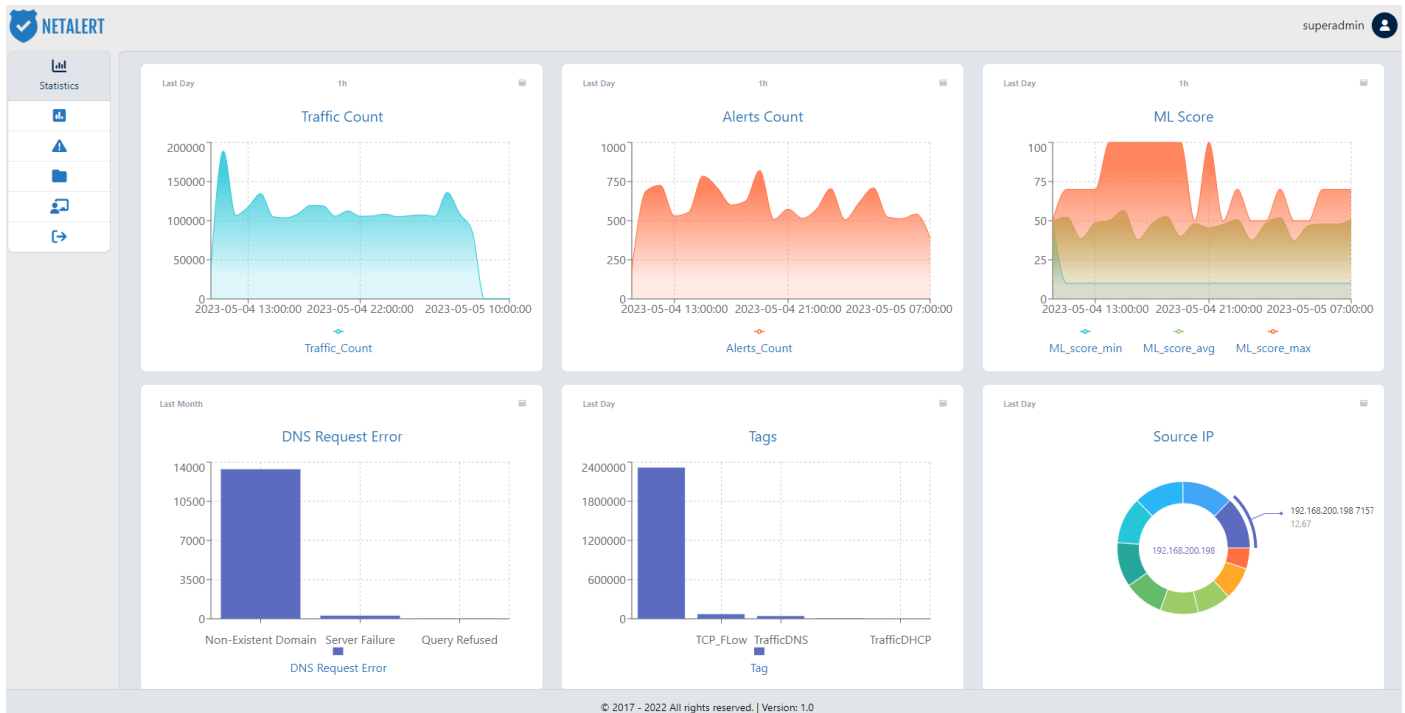 NETALERT
superadmin
Statistics
Last Day 1h
Traffic Count
200000
150000
100000
50000
0
2023-05-04 13:00:00 2023-05-04 22:00:00 2023-05-05 10:00:00
Traffic_Count
Last Day 1h
Alerts Count
1000
750
500
250
0
2023-05-04 13:00:00 2023-05-04 21:00:00 2023-05-05 07:00:00
Alerts_Count
Last Day 1h
ML Score
100
75
50
25
0
2023-05-04 13:00:00 2023-05-04 21:00:00 2023-05-05 07:00:00
ML_score_min ML_score_avg ML_score_max
Last Month
DNS Request Error
14000
10500
7000
3500
0
Non-Existent Domain Server Failure Query Refused
DNS Request Error
Last Day
Tags
2400000
1800000
1200000
600000
0
TCP_FLow TrafficDNS TrafficDHCP
Tag
Last Day
Source IP
192.168.200.198 7157
12.67
192.168.200.198
© 2017 - 2022 All rights reserved. | Version: 1.0